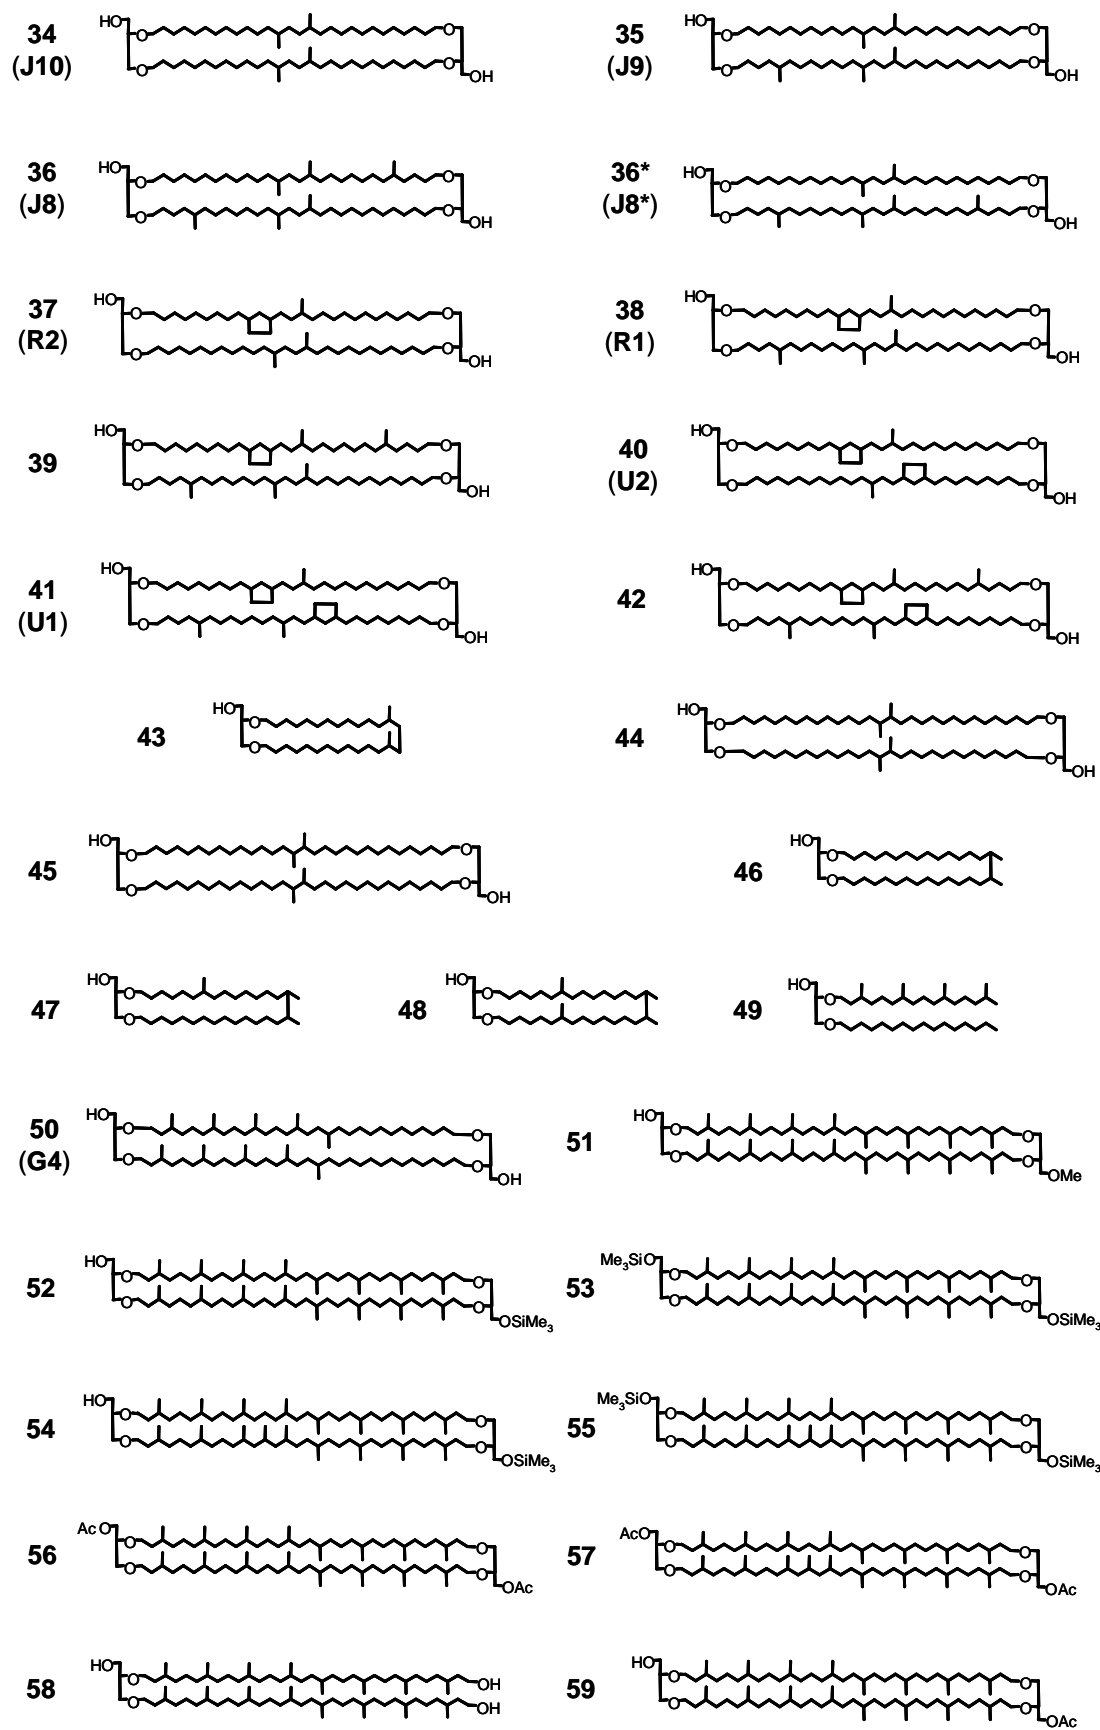 34
(J10)
HO
O
O
O
O
OH
35
(J9)
HO
O
O
O
O
OH
36
(J8)
HO
O
O
O
O
OH
36*
(J8*)
HO
O
O
O
O
OH
37
(R2)
HO
O
O
O
O
OH
38
(R1)
HO
O
O
O
O
OH
39
HO
O
O
O
O
OH
40
(U2)
HO
O
O
O
O
OH
41
(U1)
HO
O
O
O
O
OH
42
HO
O
O
O
O
OH
43
HO
O
O
44
HO
O
O
O
O
OH
45
HO
O
O
O
O
OH
46
HO
O
O
47
HO
O
O
48
HO
O
O
49
HO
O
O
50
(G4)
HO
O
O
O
O
OH
51
HO
O
O
O
O
OMe
52
HO
O
O
O
O
OSiMe3
53
Me3SiO
O
O
O
O
OSiMe3
54
HO
O
O
O
O
OSiMe3
55
Me3SiO
O
O
O
O
OSiMe3
56
AcO
O
O
O
O
OAc
57
AcO
O
O
O
O
OAc
58
HO
O
O
OH
OH
59
HO
O
O
O
O
OAc